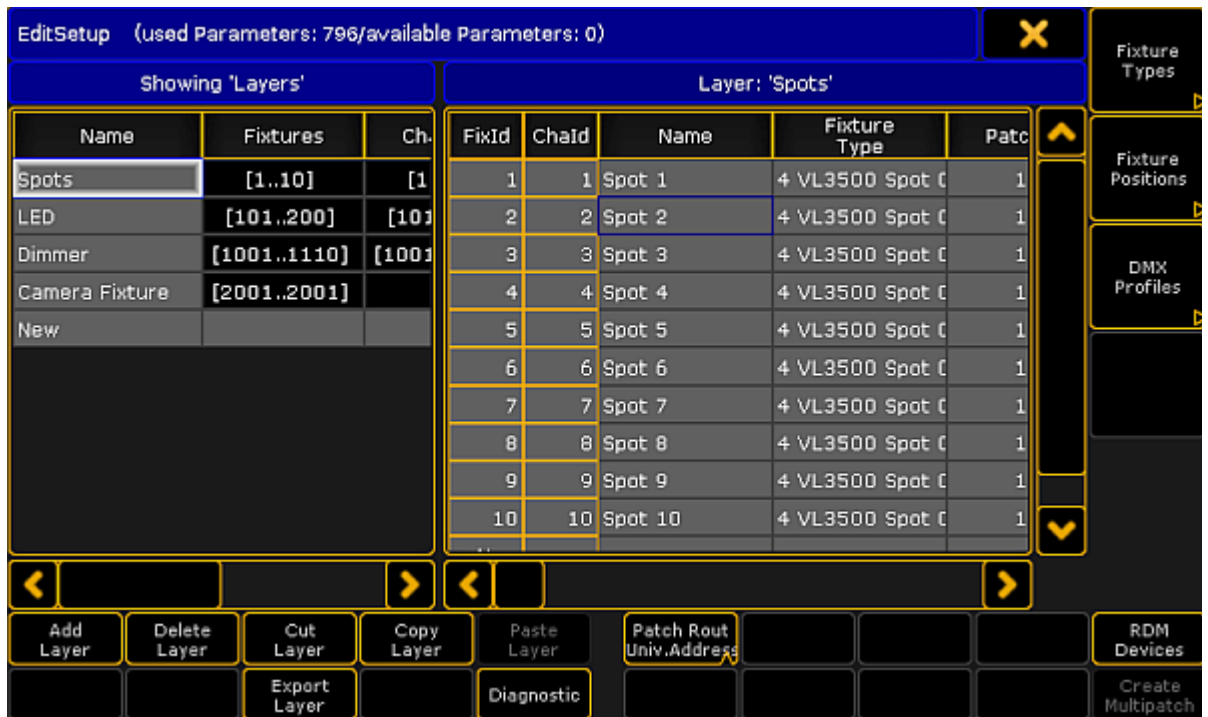 EditSetup (used Parameters: 796/available Parameters: 0)
Fixture
Types
Showing 'Layers' Layer: 'Spots'
Name Fixtures FixId ChaId Name Fixture
Type
Fixture
Positions
Spots [1..10] [1 1 1 Spot 1 4 VL3500 Spot 1
LED [101..200] [101 2 2 Spot 2 4 VL3500 Spot 1
Dimmer [1001..1110] [1001 3 3 Spot 3 4 VL3500 Spot 1
Camera Fixture [2001..2001] 4 4 Spot 4 4 VL3500 Spot 1
New 5 5 Spot 5 4 VL3500 Spot 1
6 6 Spot 6 4 VL3500 Spot 1
7 7 Spot 7 4 VL3500 Spot 1
8 8 Spot 8 4 VL3500 Spot 1
9 9 Spot 9 4 VL3500 Spot 1
10 10 Spot 10 4 VL3500 Spot 1
DMX
Profiles
Add
Layer
Delete
Layer
Cut
Layer
Copy
Layer
Paste
Layer
Patch Rout
Univ.Address
RDM
Devices
Export
Layer
Diagnostic
Create
Multipatch